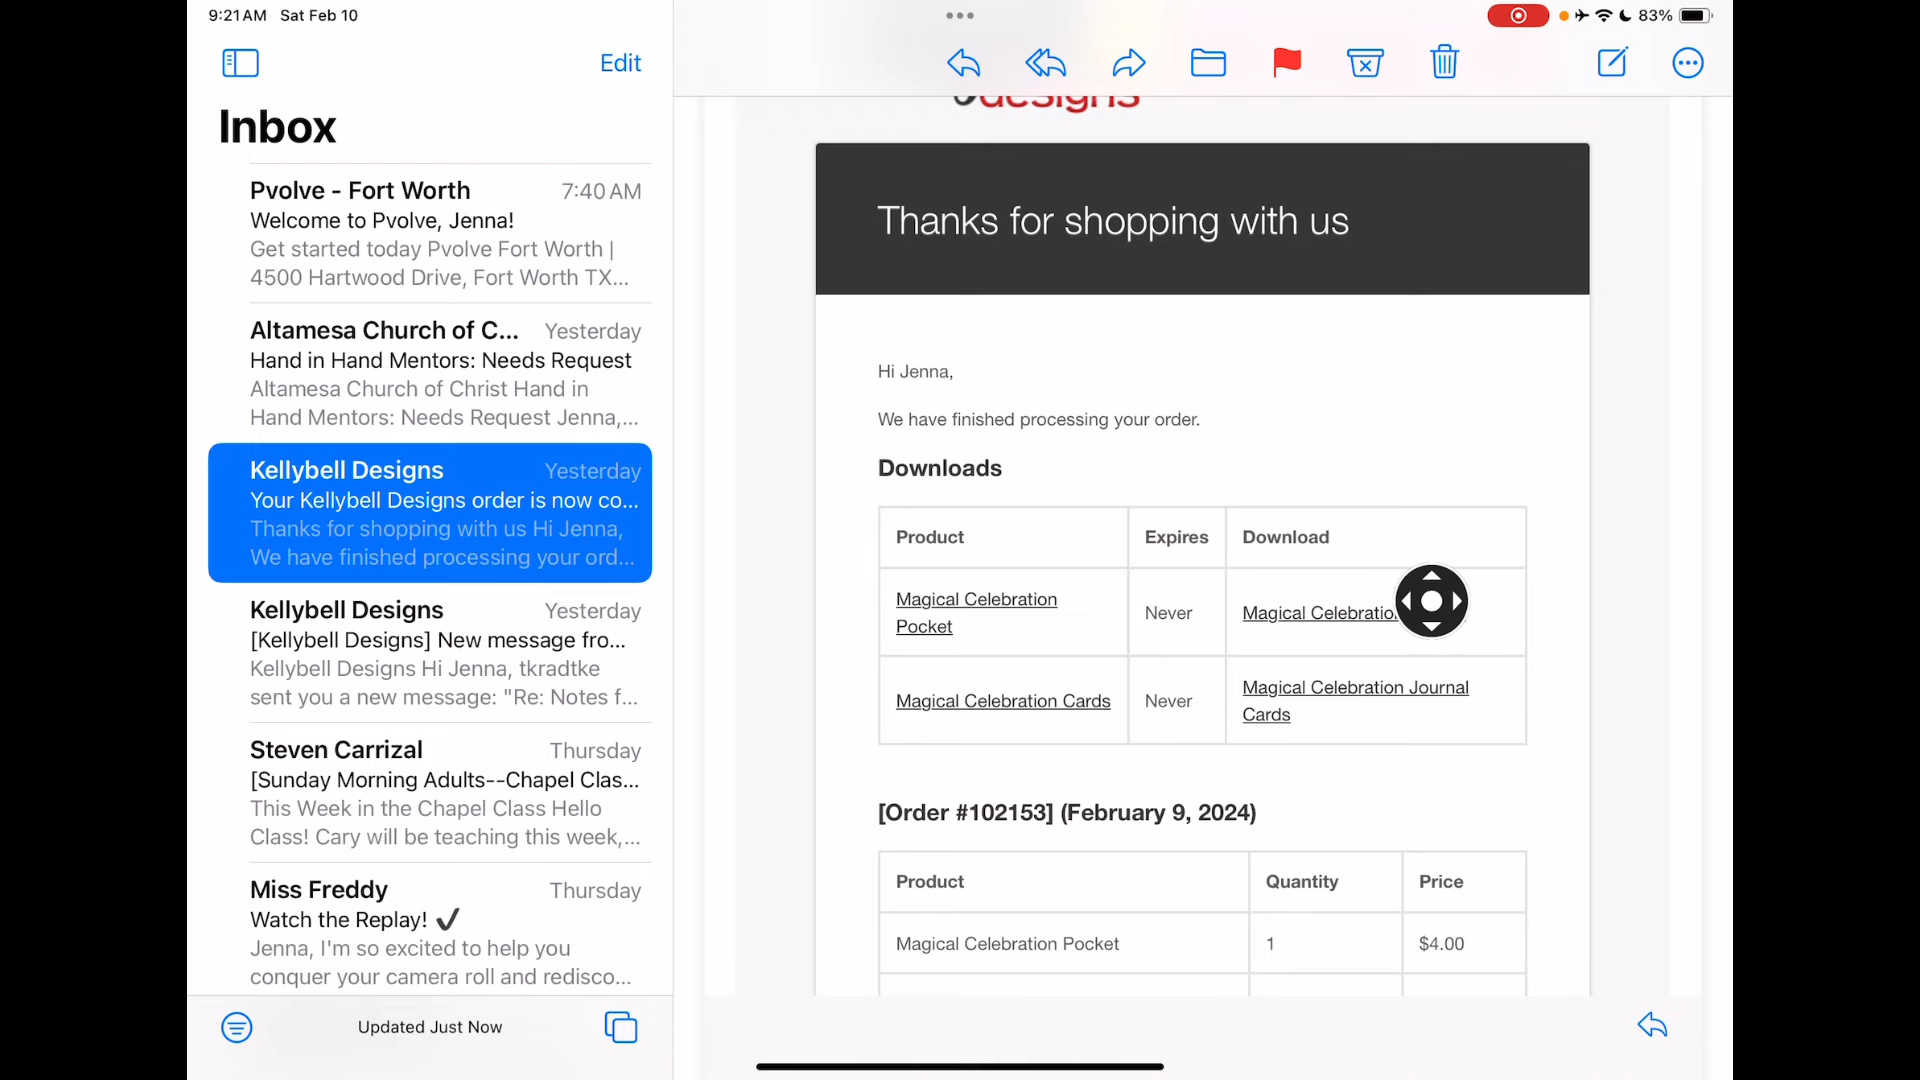 9:21 AM Sat Feb 10
83%
Edit
Inbox
Pvolve - Fort Worth 7:40 AM
Welcome to Pvolve, Jenna!
Get started today Pvolve Fort Worth |
4500 Hartwood Drive, Fort Worth TX...
Altamesa Church of C... Yesterday
Hand in Hand Mentors: Needs Request
Altamesa Church of Christ Hand in
Hand Mentors: Needs Request Jenna,...
Kellybell Designs Yesterday
Your Kellybell Designs order is now co...
Thanks for shopping with us Hi Jenna,
We have finished processing your ord...
Kellybell Designs Yesterday
[Kellybell Designs] New message fro...
Kellybell Designs Hi Jenna, tkradtke
sent you a new message: "Re: Notes f...
Steven Carrizal Thursday
[Sunday Morning Adults--Chapel Clas...
This Week in the Chapel Class Hello
Class! Cary will be teaching this week,...
Miss Freddy Thursday
Watch the Replay! ✔
Jenna, I'm so excited to help you
conquer your camera roll and redisco...
Updated Just Now
designs
Thanks for shopping with us
Hi Jenna,
We have finished processing your order.
Downloads
Product Expires Download
Magical Celebration
Pocket
Never
Magical
Magical Celebration Cards
Never
Magical Celebration Journal
Cards
[Order #102153] (February 9, 2024)
Product Quantity Price
Magical Celebration Pocket 1 $4.00